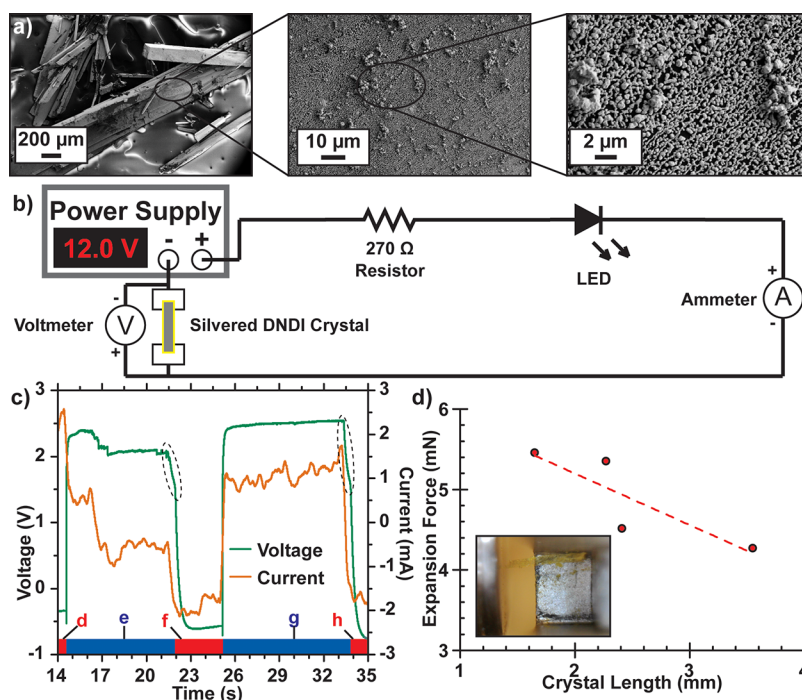 a)
200 µm
10 µm
2 µm
b)
Power Supply
12.0 V
- +
270 Ω
Resistor
LED
+
Ammeter
A
-
-
Voltmeter
V
+
Silvered DNDI Crystal
c)
3
2
1
0
-1
Voltage (V)
3
2
1
0
-1
-2
-3
Current (mA)
Voltage
Current
d e f g h
14 17 20 23 26 29 32 35
Time (s)
d)
6
5
4
3
Expansion Force (mN)
1 2 3 4
Crystal Length (mm)